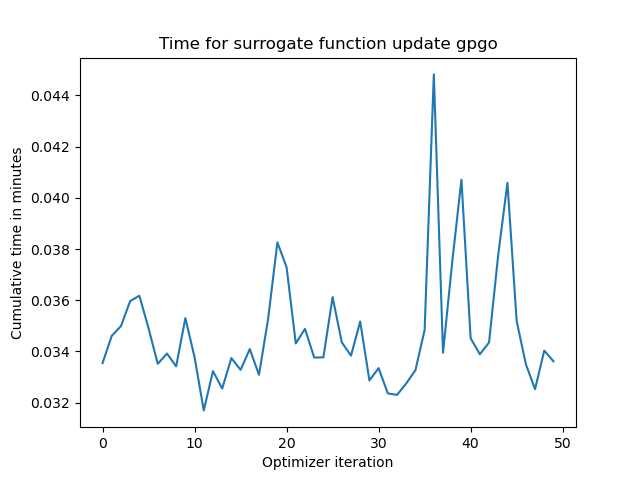 Time for surrogate function update gpgo
Cumulative time in minutes
0.044
0.042
0.040
0.038
0.036
0.034
0.032
0 10 20 30 40 50
Optimizer iteration